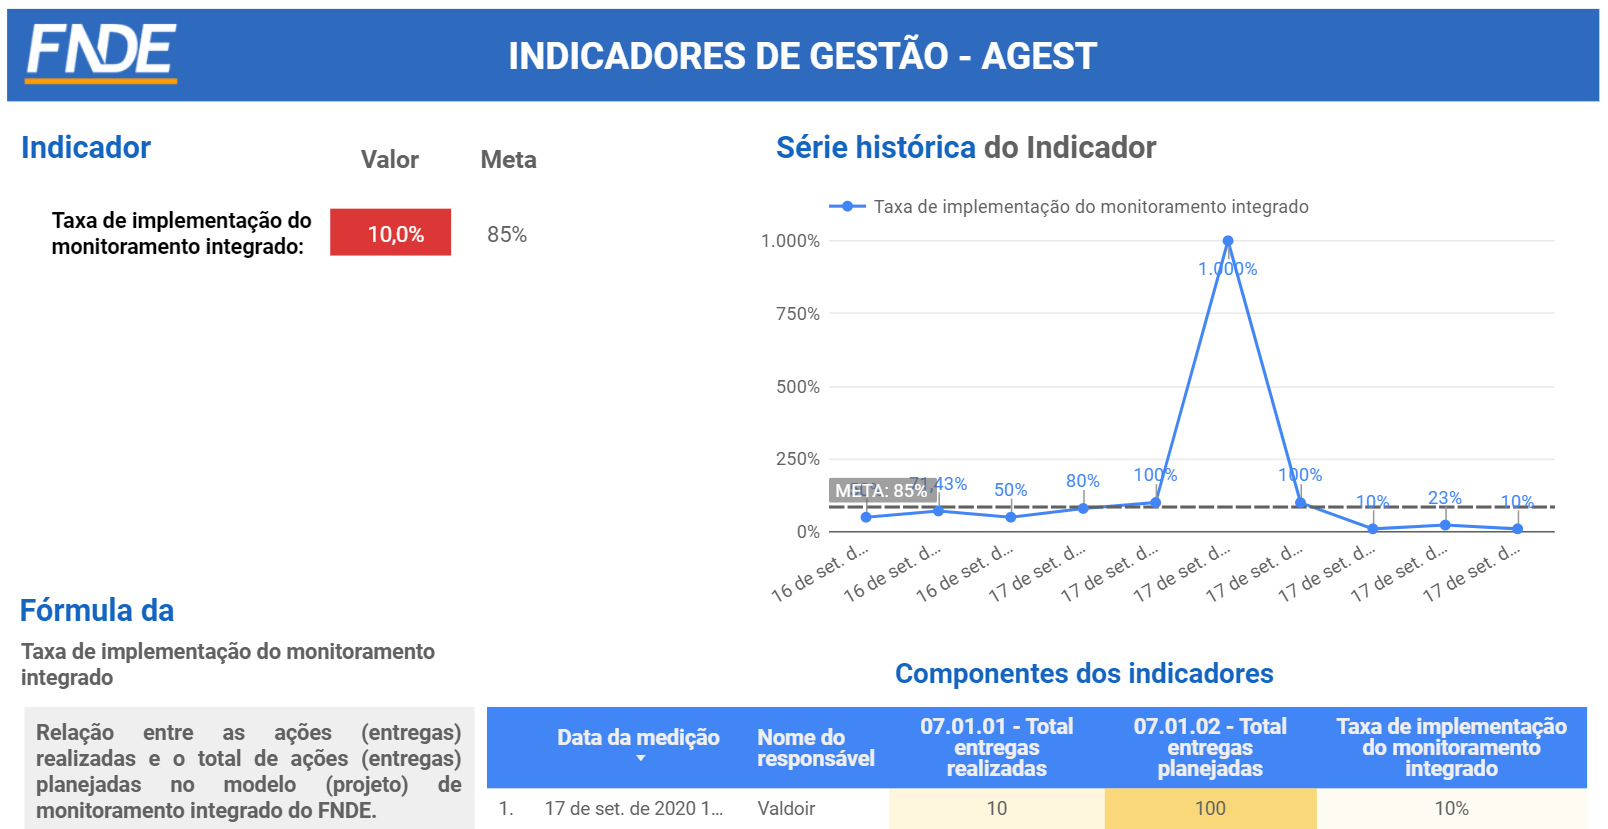 FNDE
INDICADORES DE GESTÃO - AGEST
Indicador
Valor
Meta
Taxa de implementação do
monitoramento integrado:
10,0%
85%
Série histórica do Indicador
Taxa de implementação do monitoramento integrado
1.000%
750%
500%
250%
0%
META: 85%
71,43%
50%
80%
100%
1.000%
100%
10%
23%
10%
16 de set. d...
16 de set. d...
16 de set. d...
17 de set. d...
17 de set. d...
17 de set. d...
17 de set. d...
17 de set. d...
17 de set. d...
17 de set. d...
Fórmula da
Taxa de implementação do monitoramento
integrado
Relação entre as ações (entregas)
realizadas e o total de ações (entregas)
planejadas no modelo (projeto) de
monitoramento integrado do FNDE.
Componentes dos indicadores
Data da medição
Nome do
responsável
07.01.01 - Total
entregas
realizadas
07.01.02 - Total
entregas
planejadas
Taxa de implementação
do monitoramento
integrado
1. 17 de set. de 2020 1... Valdoir 10 100 10%